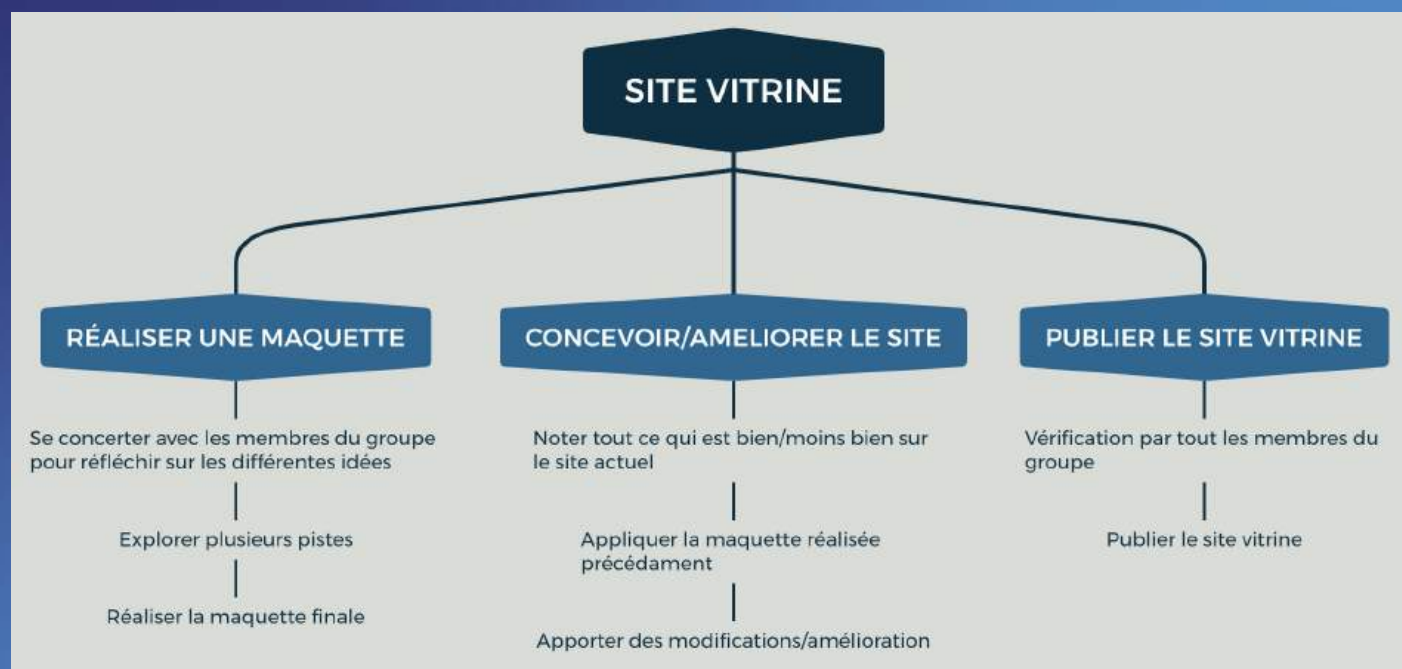 SITE VITRINE
RÉALISER UNE MAQUETTE
Se concerter avec les membres du groupe
pour réfléchir sur les différentes idées
Explorer plusieurs pistes
Réaliser la maquette finale
CONCEVOIR/AMELIORER LE SITE
Noter tout ce qui est bien/moins bien sur
le site actuel
Appliquer la maquette réalisée
précédament
Apporter des modifications/amélioration
PUBLIER LE SITE VITRINE
Vérification par tout les membres du
groupe
Publier le site vitrine